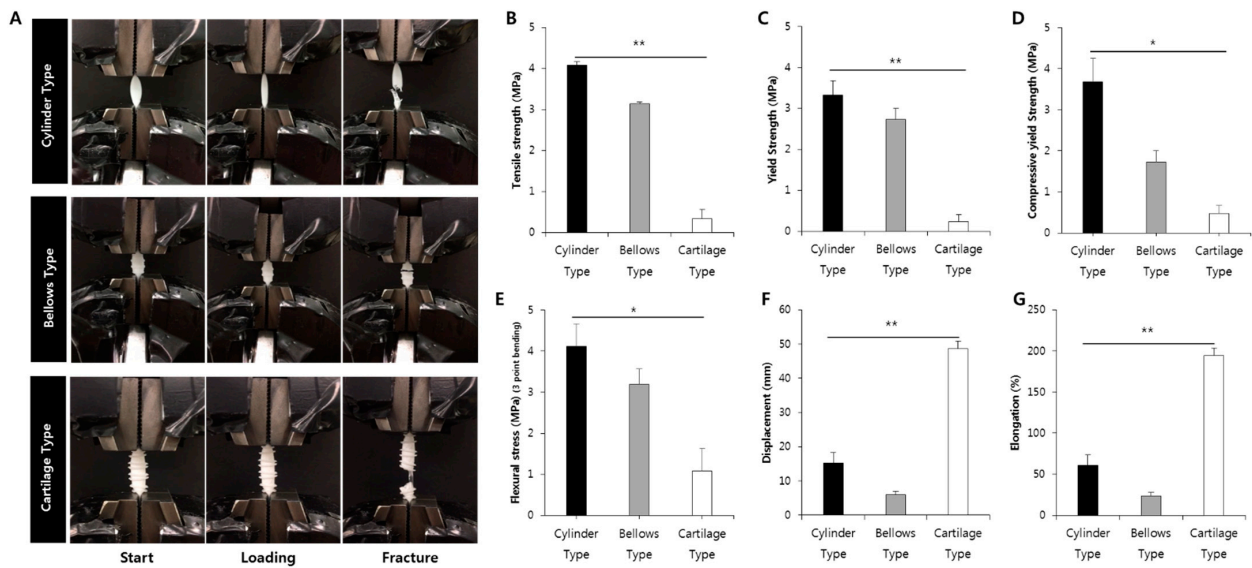 A
Cylinder Type
Bellows Type
Cartilage Type
Start
Loading
Fracture
B
Tensile strength (MPa)
5
4
3
2
1
0
**
Cylinder
Type
Bellows
Type
Cartilage
Type
C
Yield Strength (MPa)
5
4
3
2
1
0
**
Cylinder
Type
Bellows
Type
Cartilage
Type
D
Compressive yield Strength (MPa)
5
4
3
2
1
0
*
Cylinder
Type
Bellows
Type
Cartilage
Type
E
Flexural stress (MPa) (3 point bending)
5
4
3
2
1
0
*
Cylinder
Type
Bellows
Type
Cartilage
Type
F
Displacement (mm)
60
50
40
30
20
10
0
**
Cylinder
Type
Bellows
Type
Cartilage
Type
G
Elongation (%)
250
200
150
100
50
0
**
Cylinder
Type
Bellows
Type
Cartilage
Type